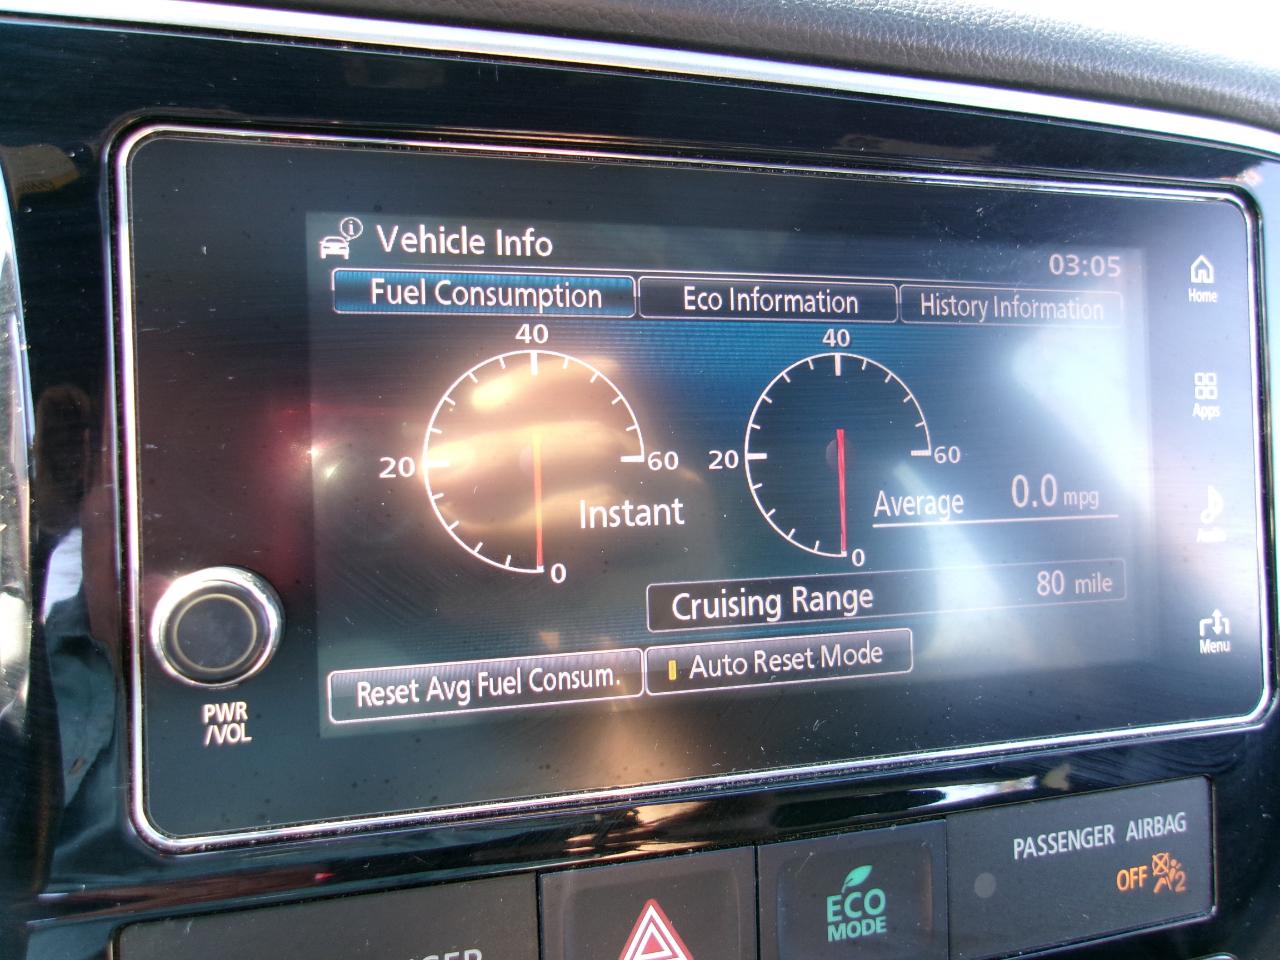 Vehicle Info
03:05
Fuel Consumption
Eco Information
History Information
Home
40
40
Apps
20
60
20
60
Instant
Average
0.0 mpg
Audio
0
0
Cruising Range
80 mile
Reset Avg Fuel Consum.
Auto Reset Mode
Menu
PWR
/VOL
PASSENGER AIRBAG
OFF
2
ECO
MODE